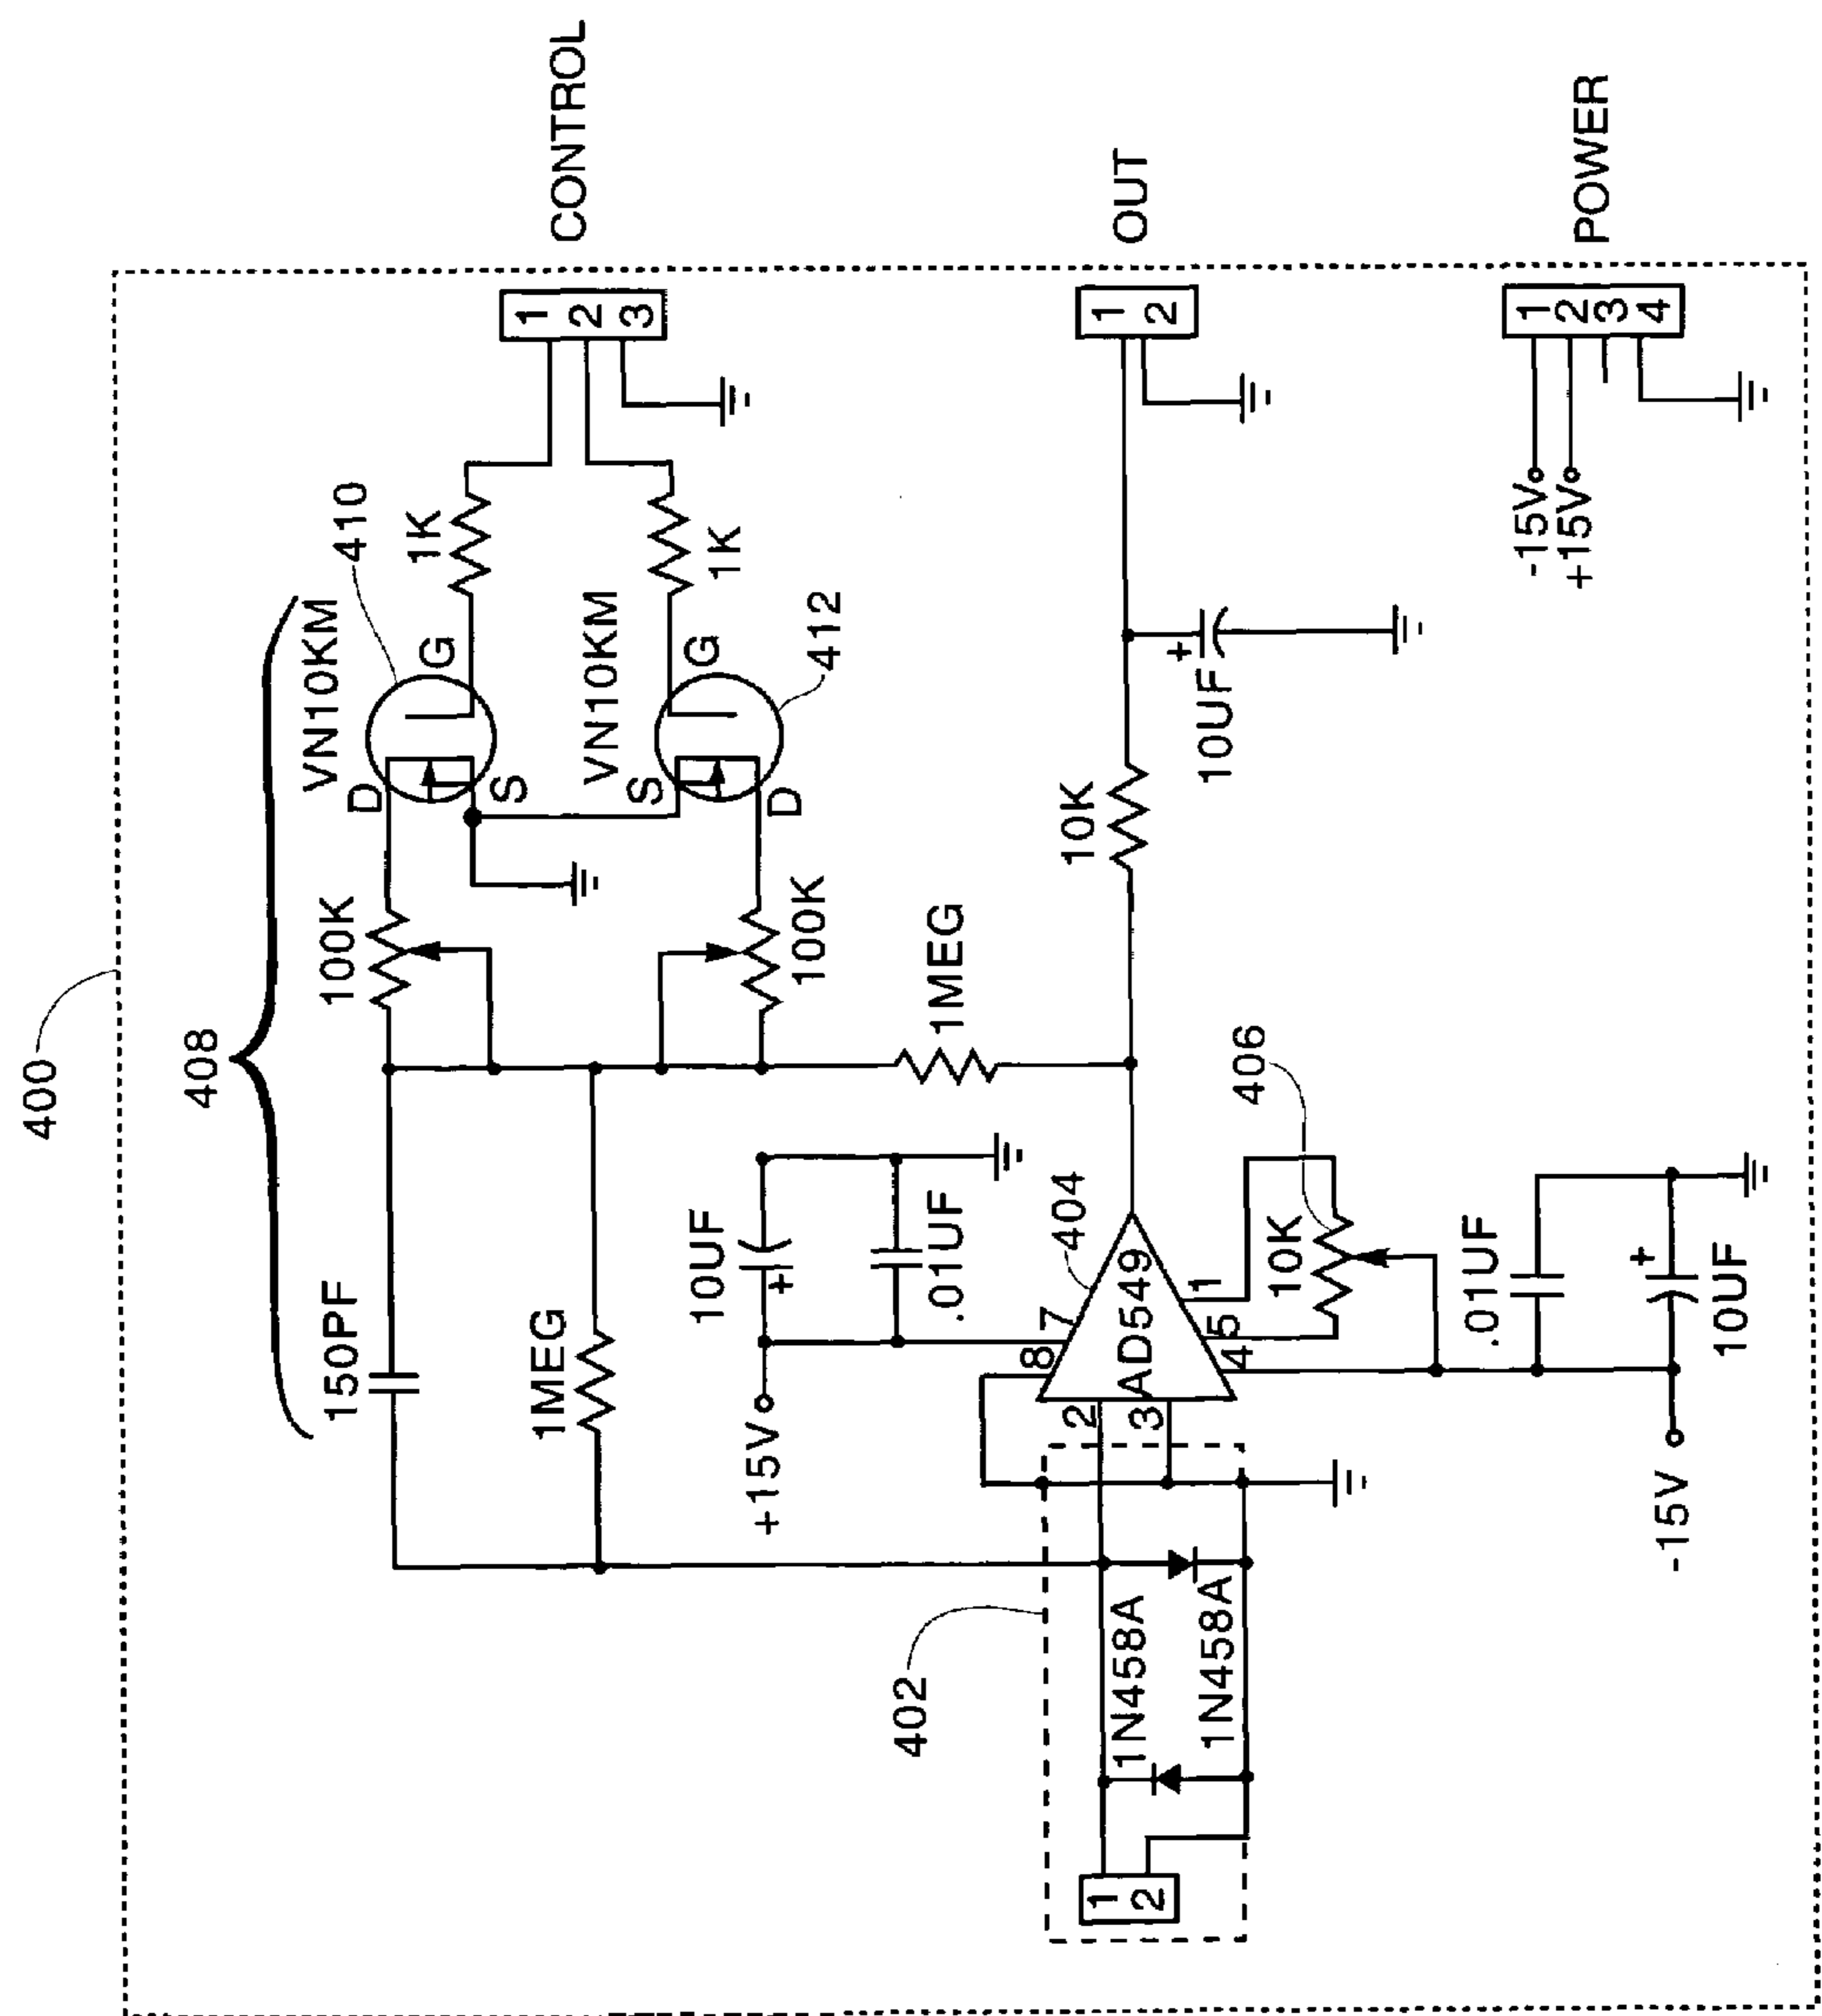 400
408
VN10KM
410
1K
CONTROL
1
2
3
D
G
S
100K
150PF
VN10KM
1K
S
G
D
412
100K
1MEG
1MEG
10UF
+
.01UF
+15V
402
404
406
8
7
2
3
AD549
4
5
1
10K
10K
10UF
+
OUT
1
2
1N458A
1N458A
1
2
.01UF
+
10UF
-15V
POWER
1
2
3
4
-15V
+15V